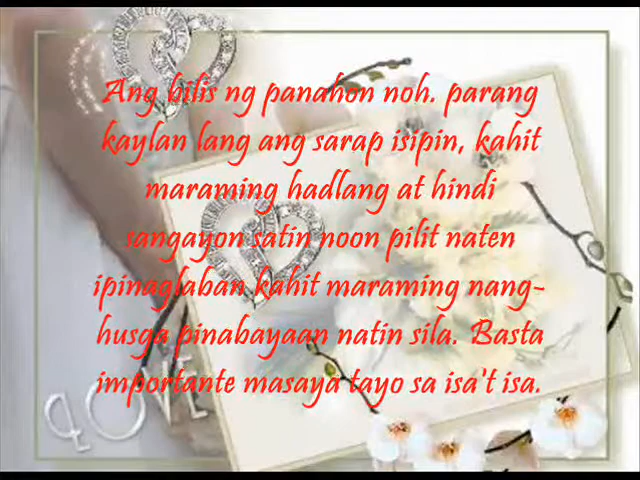 Ang bilis ng panahon noh. parang
kaylan lang ang sarap isipin, kahit
maraming hadlang at hindi
sangayon satin noon pilit naten
ipinaglaban kahit maraming nang-
husga pinabayaan natin sila. Basta
importante masaya tayo sa isa't isa.
LOVE